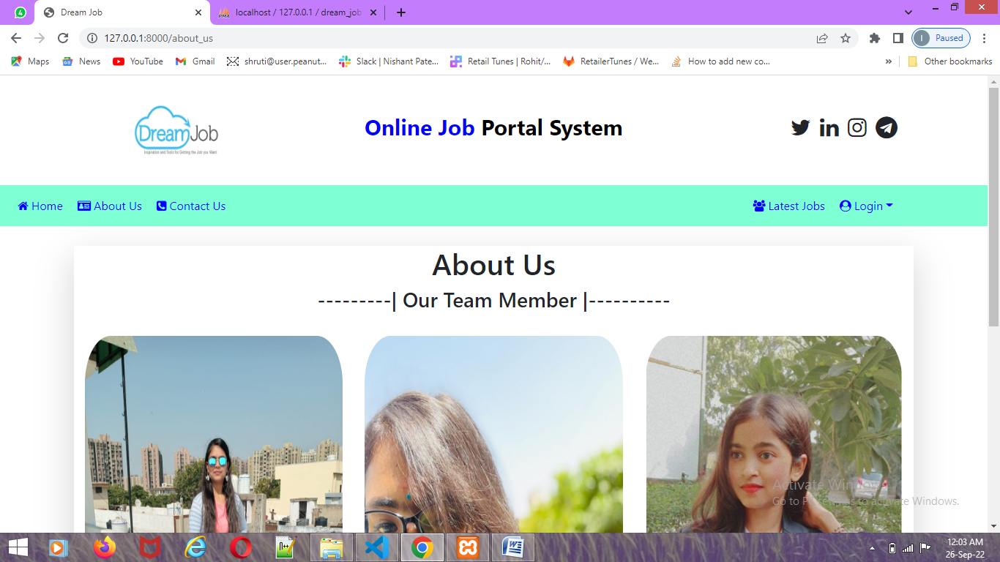 4
Dream Job
PMA
localhost / 127.0.0.1 / dream_job
127.0.0.1:8000/about_us
I
Paused
Maps
News
YouTube
Gmail
shruti@user.peanut...
Slack | Nishant Pate...
Retail Tunes | Rohit/...
RetailerTunes / We...
How to add new co...
»
Other bookmarks
DreamJob
Inspiration and Tools for Getting the Job you Want
Online Job Portal System
Home
About Us
Contact Us
Latest Jobs
Login
About Us
---------| Our Team Member |----------
Activate Windows
Go to PC settings to activate Windows.
12:03 AM
26-Sep-22